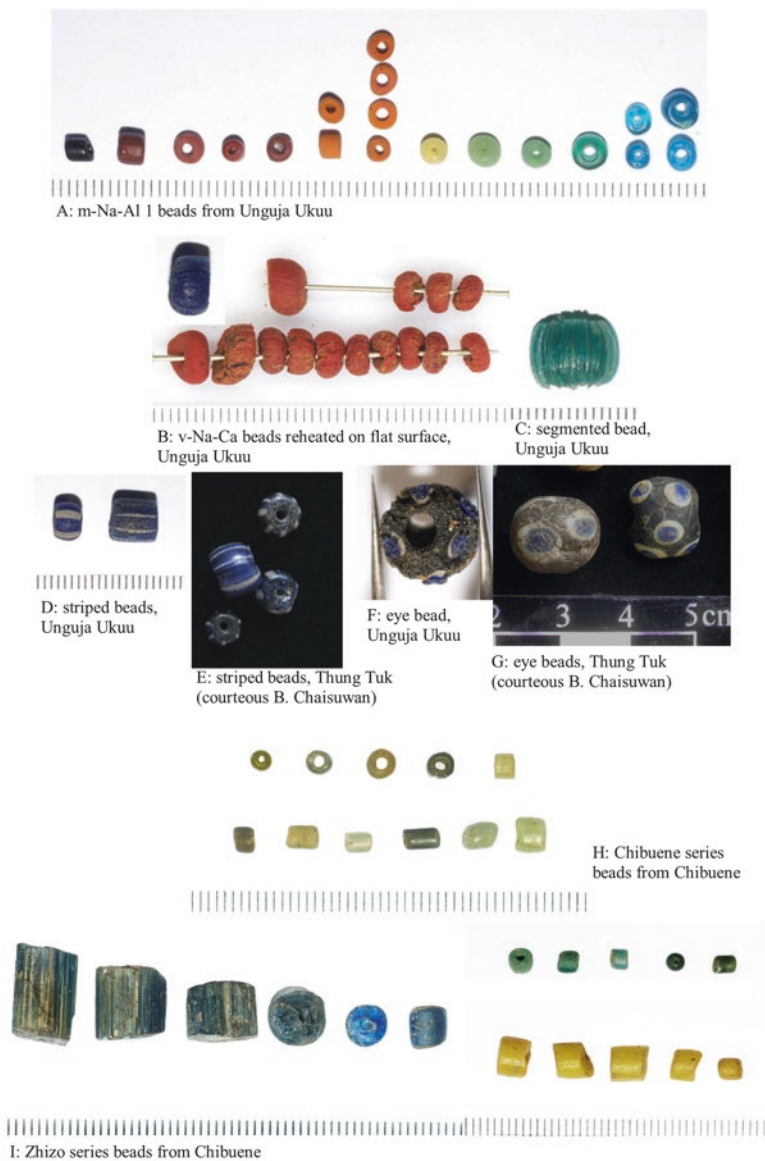 A: m-Na-Al 1 beads from Unguja Ukuu
B: v-Na-Ca beads reheated on flat surface,
Unguja Ukuu
C: segmented bead,
Unguja Ukuu
D: striped beads,
Unguja Ukuu
E: striped beads, Thung Tuk
(courteous B. Chaisuwan)
F: eye bead,
Unguja Ukuu
2 3 4 5 cm
G: eye beads, Thung Tuk
(courteous B. Chaisuwan)
H: Chibuene series
beads from Chibuene
I: Zhizo series beads from Chibuene